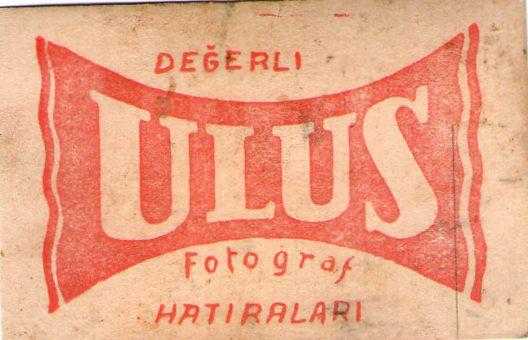 DEĞERLI
ULUS
Fotograf
HATIRALARI